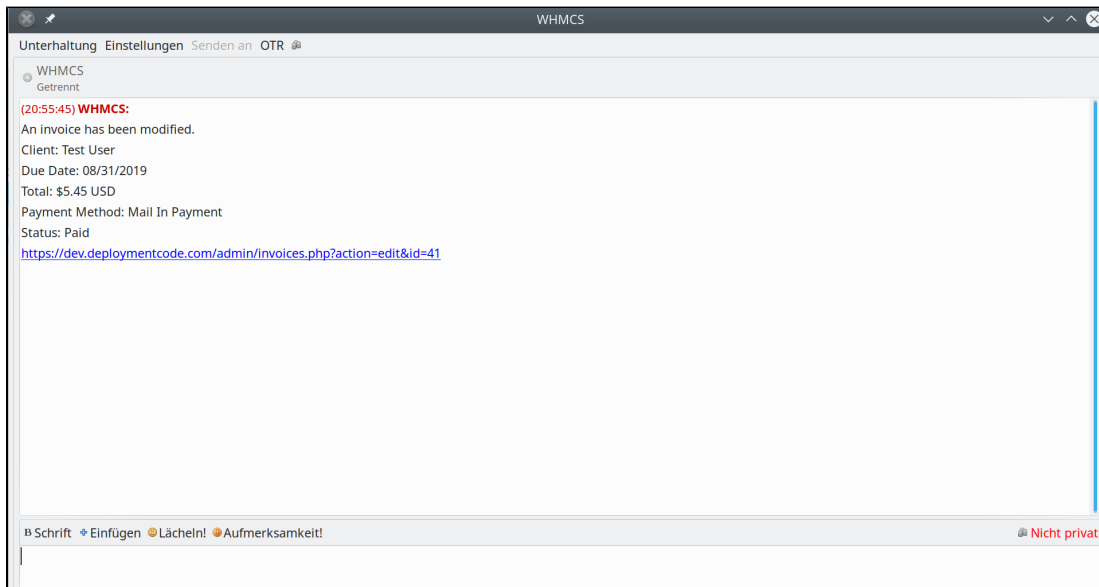 WHMCS
Unterhaltung Einstellungen Senden an OTR
WHMCS
Getrennt
(20:55:45) WHMCS:
An invoice has been modified.
Client: Test User
Due Date: 08/31/2019
Total: $5.45 USD
Payment Method: Mail In Payment
Status: Paid
https://dev.deploymentcode.com/admin/invoices.php?action=edit&id=41
B Schrift Einfügen Lächeln! Aufmerksamkeit! Nicht privat